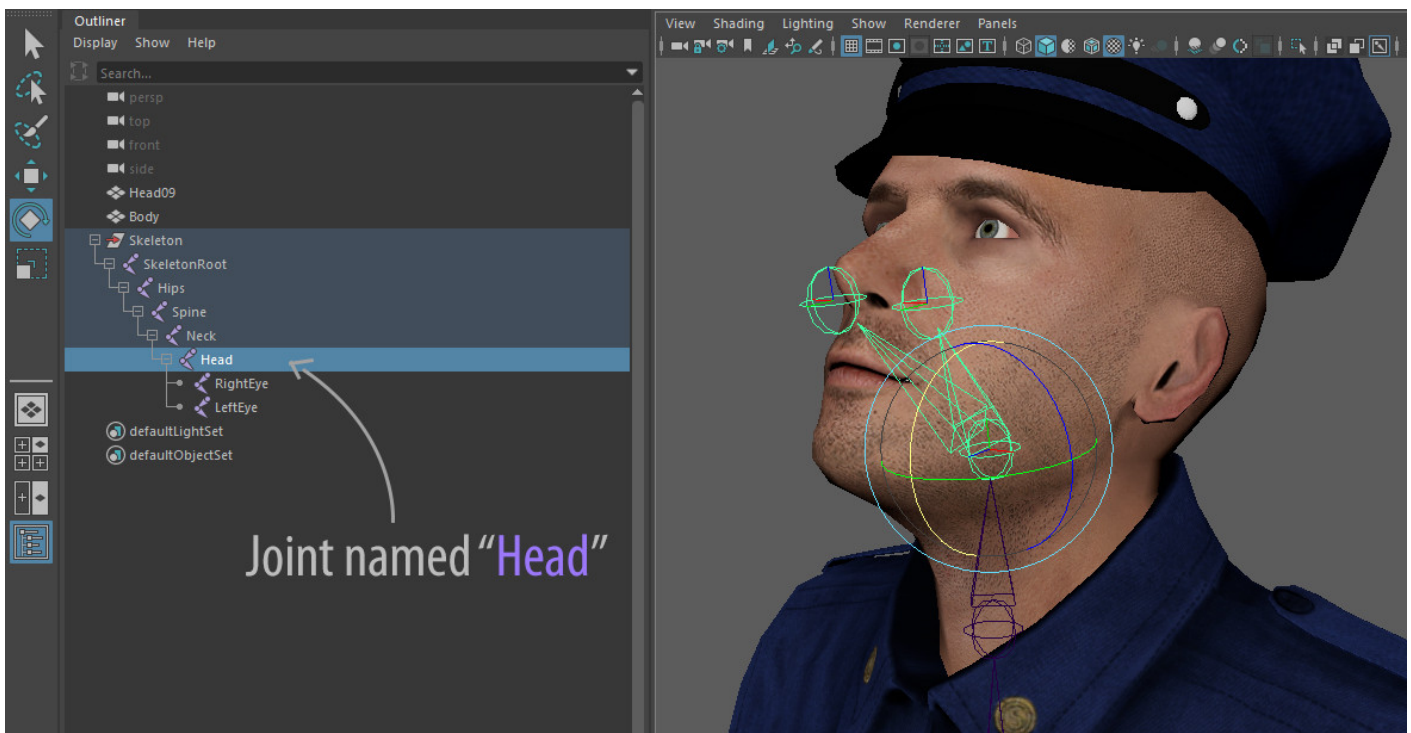 Outliner
Display Show Help
Search...
persp
top
front
side
Head09
Body
Skeleton
SkeletonRoot
Hips
Spine
Neck
Head
RightEye
LeftEye
defaultLightSet
defaultObjectSet
Joint named “Head”
View Shading Lighting Show Renderer Panels